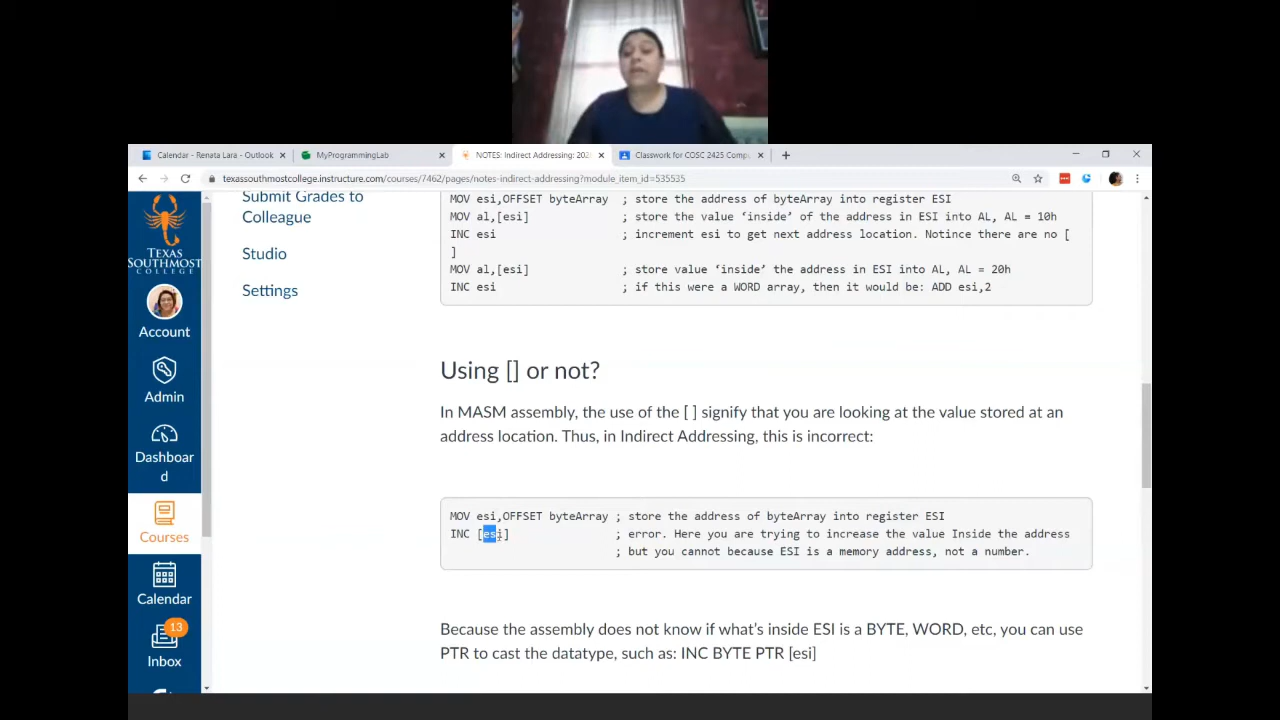 Calendar - Renata Lara - Outlook
MyProgrammingLab
NOTES: Indirect Addressing: 202
Classwork for COSC 2425 Compu
texassouthmostcollege.instructure.com/courses/7462/pages/notes-indirect-addressing?module_item_id=535535
TEXAS
SOUTHMOST
COLLEGE
Account
Admin
Dashboar
d
Courses
Calendar
13
Inbox
Submit Grades to
Colleague
Studio
Settings
MOV esi,OFFSET byteArray ; store the address of byteArray into register ESI
MOV al,[esi] ; store the value ‘inside’ of the address in ESI into AL, AL = 10h
INC esi ; increment esi to get next address location. Notince there are no [
]
MOV al,[esi] ; store value ‘inside’ the address in ESI into AL, AL = 20h
INC esi ; if this were a WORD array, then it would be: ADD esi,2
Using [] or not?
In MASM assembly, the use of the [ ] signify that you are looking at the value stored at an
address location. Thus, in Indirect Addressing, this is incorrect:
MOV esi,OFFSET byteArray ; store the address of byteArray into register ESI
INC [esi] ; error. Here you are trying to increase the value Inside the address
; but you cannot because ESI is a memory address, not a number.
Because the assembly does not know if what’s inside ESI is a BYTE, WORD, etc, you can use
PTR to cast the datatype, such as: INC BYTE PTR [esi]